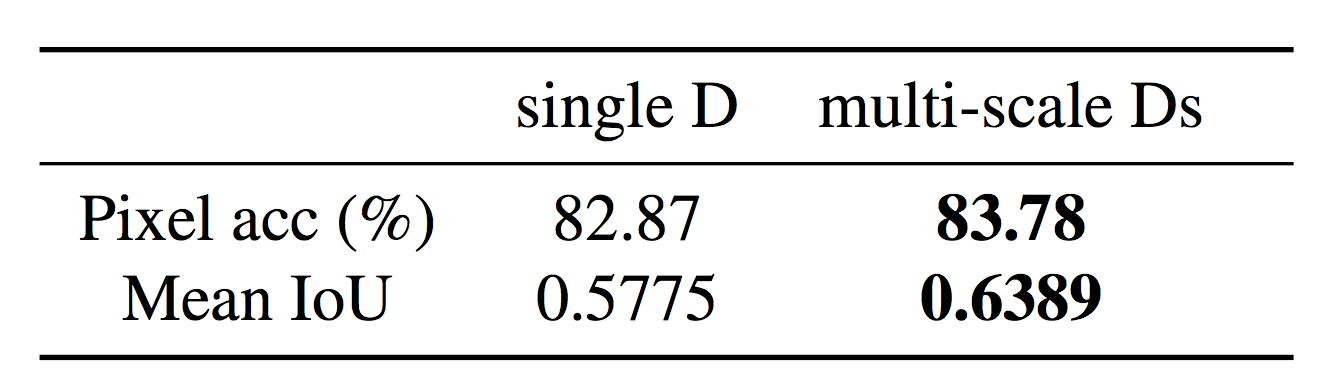 single D multi-scale Ds
Pixel acc (%) 82.87 83.78
Mean IoU 0.5775 0.6389